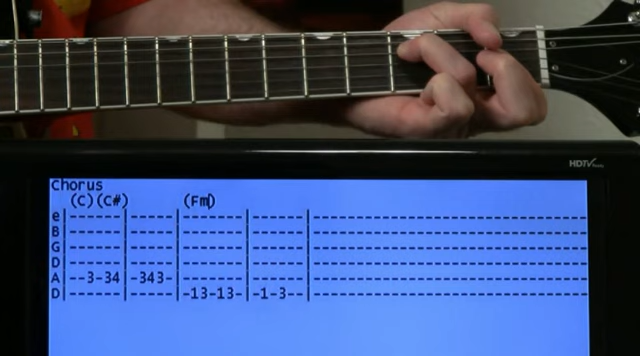 HDTV
Chorus
(C)(C#) (Fm)
e|------|-----|-------|------|--------------------------------
B|------|-----|-------|------|--------------------------------
G|------|-----|-------|------|--------------------------------
D|------|-----|-------|------|--------------------------------
A|--3-34|-343-|-------|------|--------------------------------
D|------|-----|-13-13-|-1-3--|--------------------------------